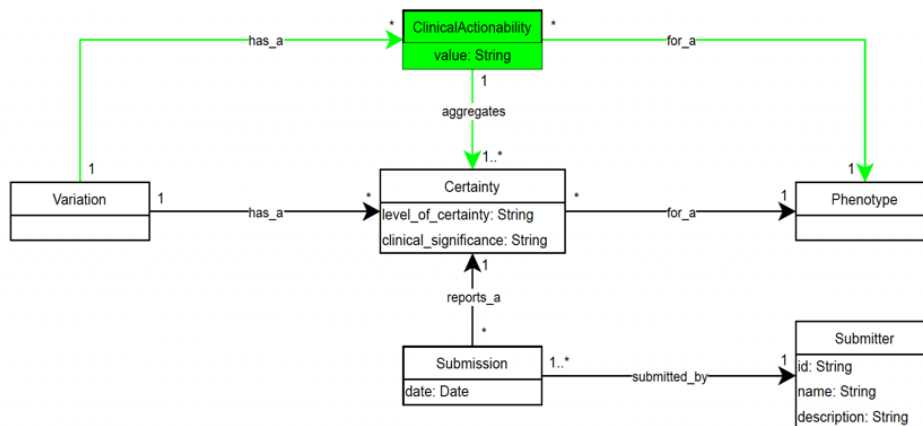 * ClinicalActionability *
has_a for_a
value: String
1
aggregates
1 1..* 1
Variation 1 * Certainty * 1 Phenotype
has_a level_of_certainty: String for_a
clinical_significance: String
1
reports_a
*
Submission 1..* 1 Submitter
submitted_by id: String
date: Date name: String
description: String